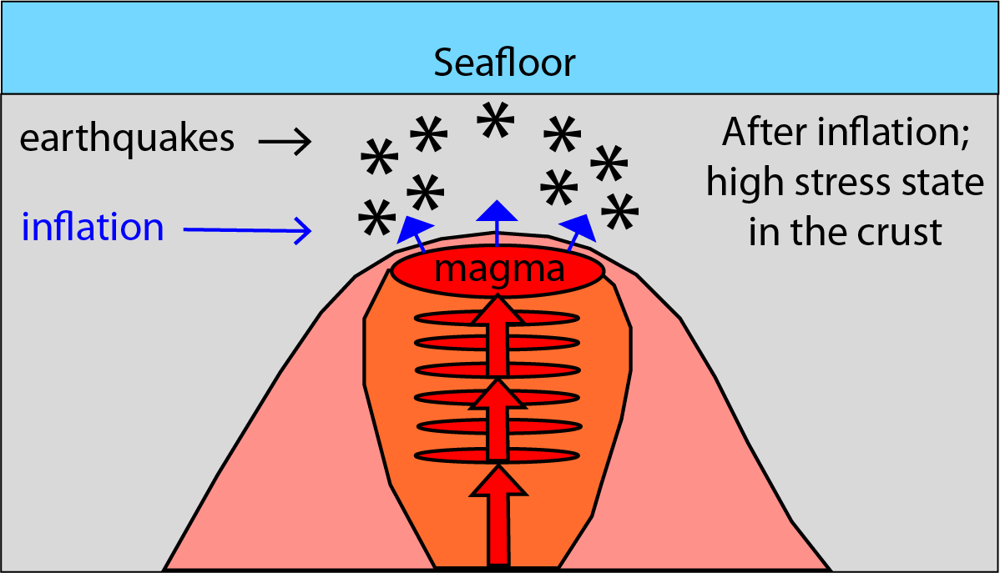 Seafloor
earthquakes
After inflation;
high stress state
in the crust
inflation
magma